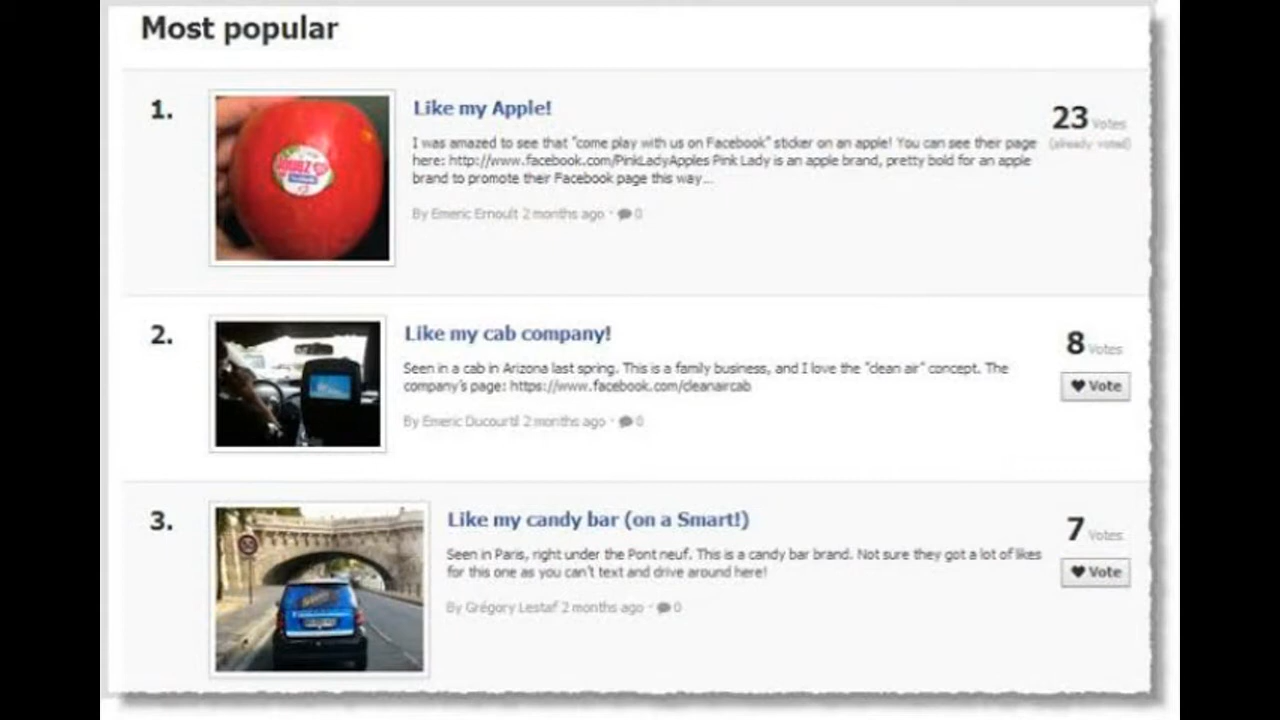 Most popular
1.
Like my Apple!
23 Votes
(already voted)
I was amazed to see that "come play with us on Facebook" sticker on an apple! You can see their page
here: http://www.facebook.com/PinkLadyApples Pink Lady is an apple brand, pretty bold for an apple
brand to promote their Facebook page this way...
By Emeric Ernoult 2 months ago · 0
2.
Like my cab company!
8 Votes
Vote
Seen in a cab in Arizona last spring. This is a family business, and I love the "clean air" concept. The
company's page: https://www.facebook.com/cleanaircab
By Emeric Ducourtil 2 months ago · 0
3.
Like my candy bar (on a Smart!)
7 Votes
Vote
Seen in Paris, right under the Pont neuf. This is a candy bar brand. Not sure they got a lot of likes
for this one as you can't text and drive around here!
By Grégory Lestaf 2 months ago · 0